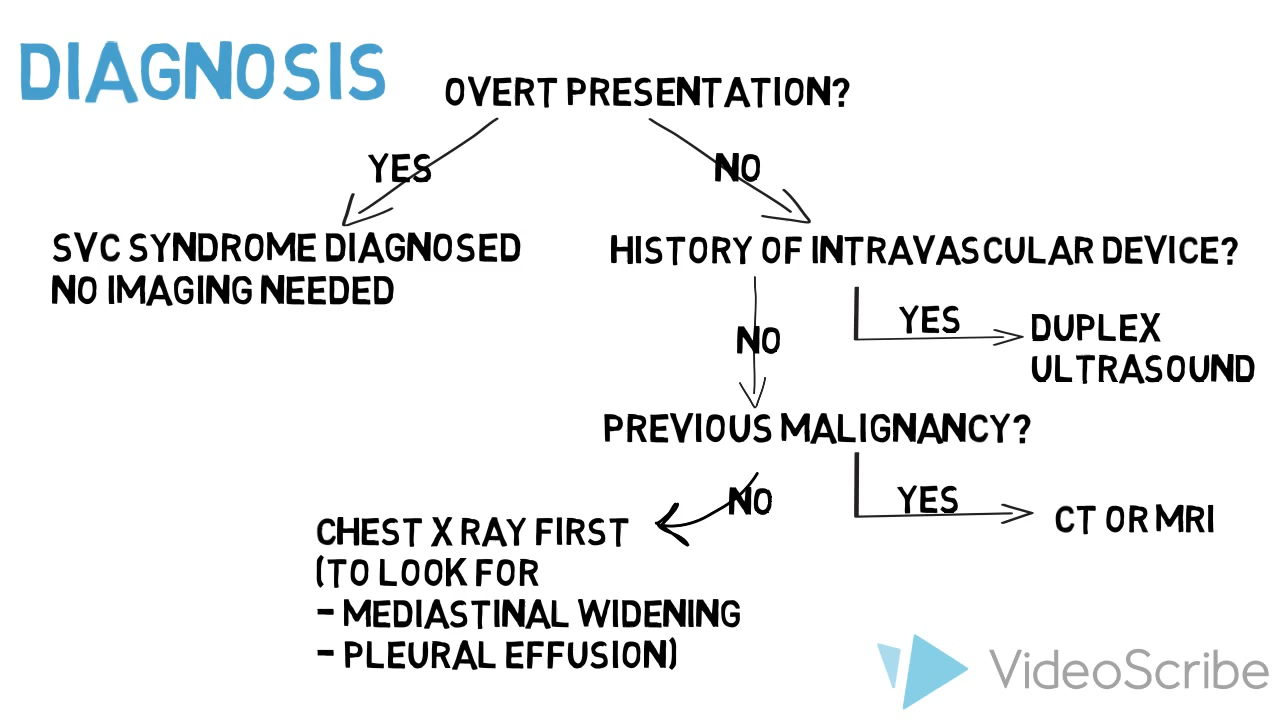 DIAGNOSIS
OVERT PRESENTATION?
YES
NO
SVC SYNDROME DIAGNOSED
NO IMAGING NEEDED
HISTORY OF INTRAVASCULAR DEVICE?
YES
DUPLEX
ULTRASOUND
NO
PREVIOUS MALIGNANCY?
NO
YES
CT OR MRI
CHEST X RAY FIRST
(TO LOOK FOR
- MEDIASTINAL WIDENING
- PLEURAL EFFUSION)
VideoScribe